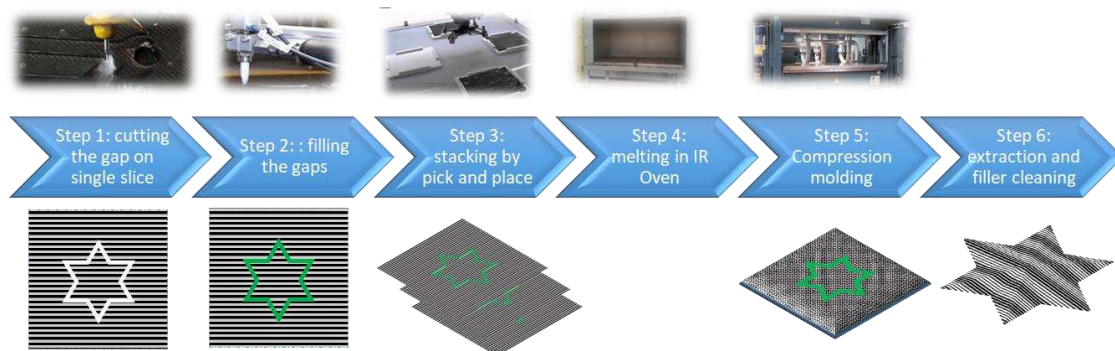 Step 1: cutting
the gap on
single slice
Step 2: : filling
the gaps
Step 3:
stacking by
pick and place
Step 4:
melting in IR
Oven
Step 5:
Compression
molding
Step 6:
extraction and
filler cleaning